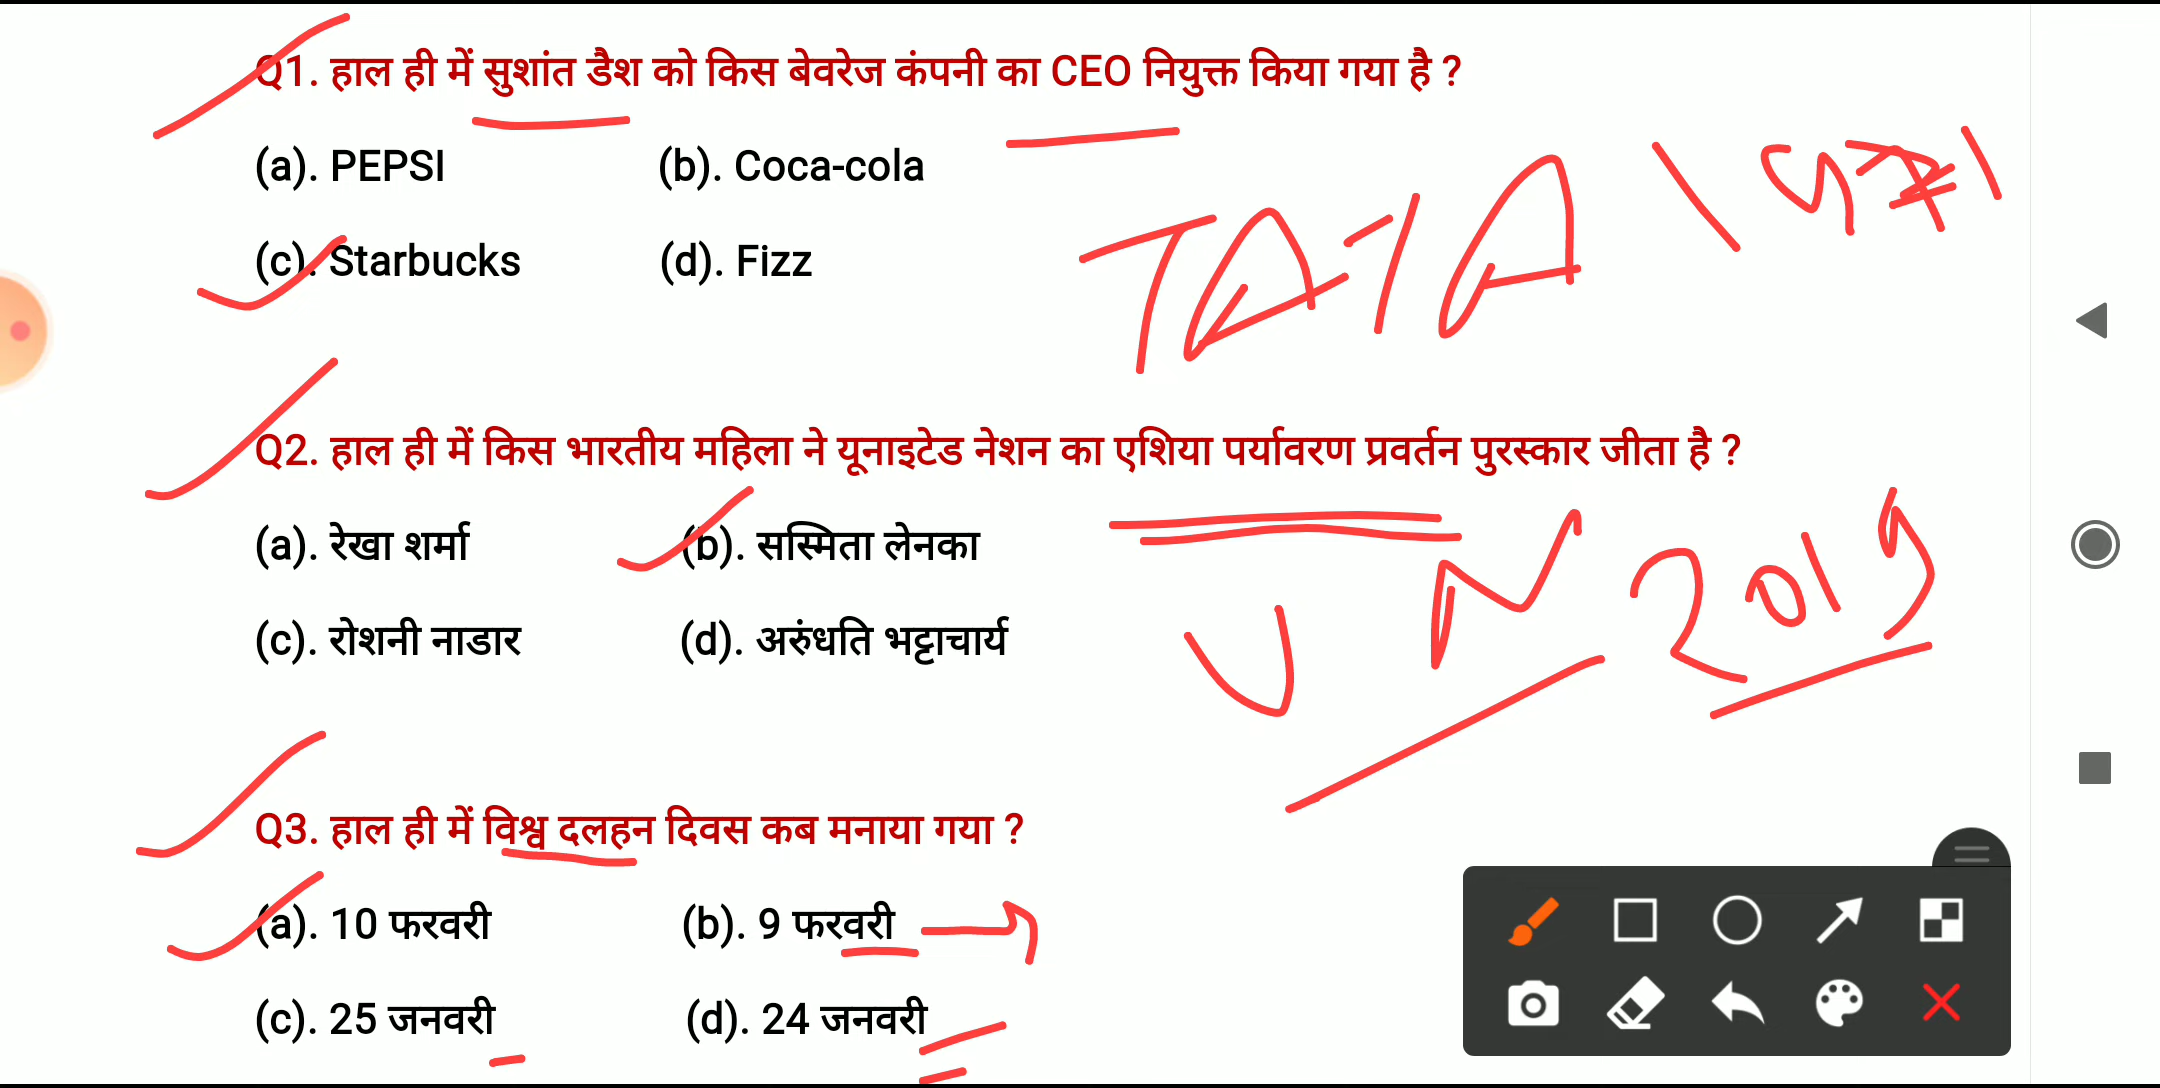 Q1. हाल ही में सुशांत डैश को किस बेवरेज कंपनी का CEO नियुक्त किया गया है ?
(a). PEPSI (b). Coca-cola
(c). Starbucks (d). Fizz
TATA 1971
Q2. हाल ही में किस भारतीय महिला ने यूनाइटेड नेशन का एशिया पर्यावरण प्रवर्तन पुरस्कार जीता है ?
(a). रेखा शर्मा (b). सस्मिता लेनका
(c). रोशनी नाडार (d). अरुंधति भट्टाचार्य
UN 2019
Q3. हाल ही में विश्व दलहन दिवस कब मनाया गया ?
(a). 10 फरवरी (b). 9 फरवरी
(c). 25 जनवरी (d). 24 जनवरी